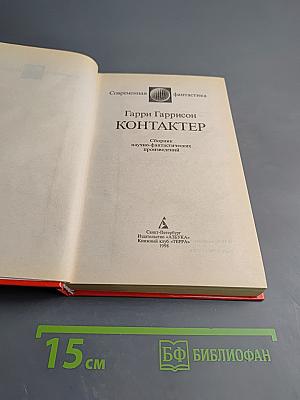 Современная фантастика
Гарри Гаррисон
КОНТАКТЕР
Сборник
научно-фантастических
произведений
Санкт-Петербург
Издательство «АЗБУКА»
Книжный клуб «ТЕРРА»
1998
15 см
БФ БИБЛИОФАН